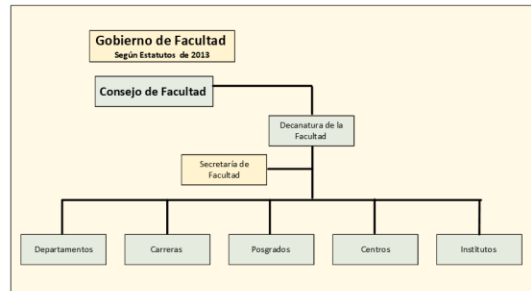 Gobierno de Facultad
Según Estatutos de 2013
Consejo de Facultad
Decanatura de la
Facultad
Secretaría de
Facultad
Departamentos
Carreras
Posgrados
Centros
Institutos